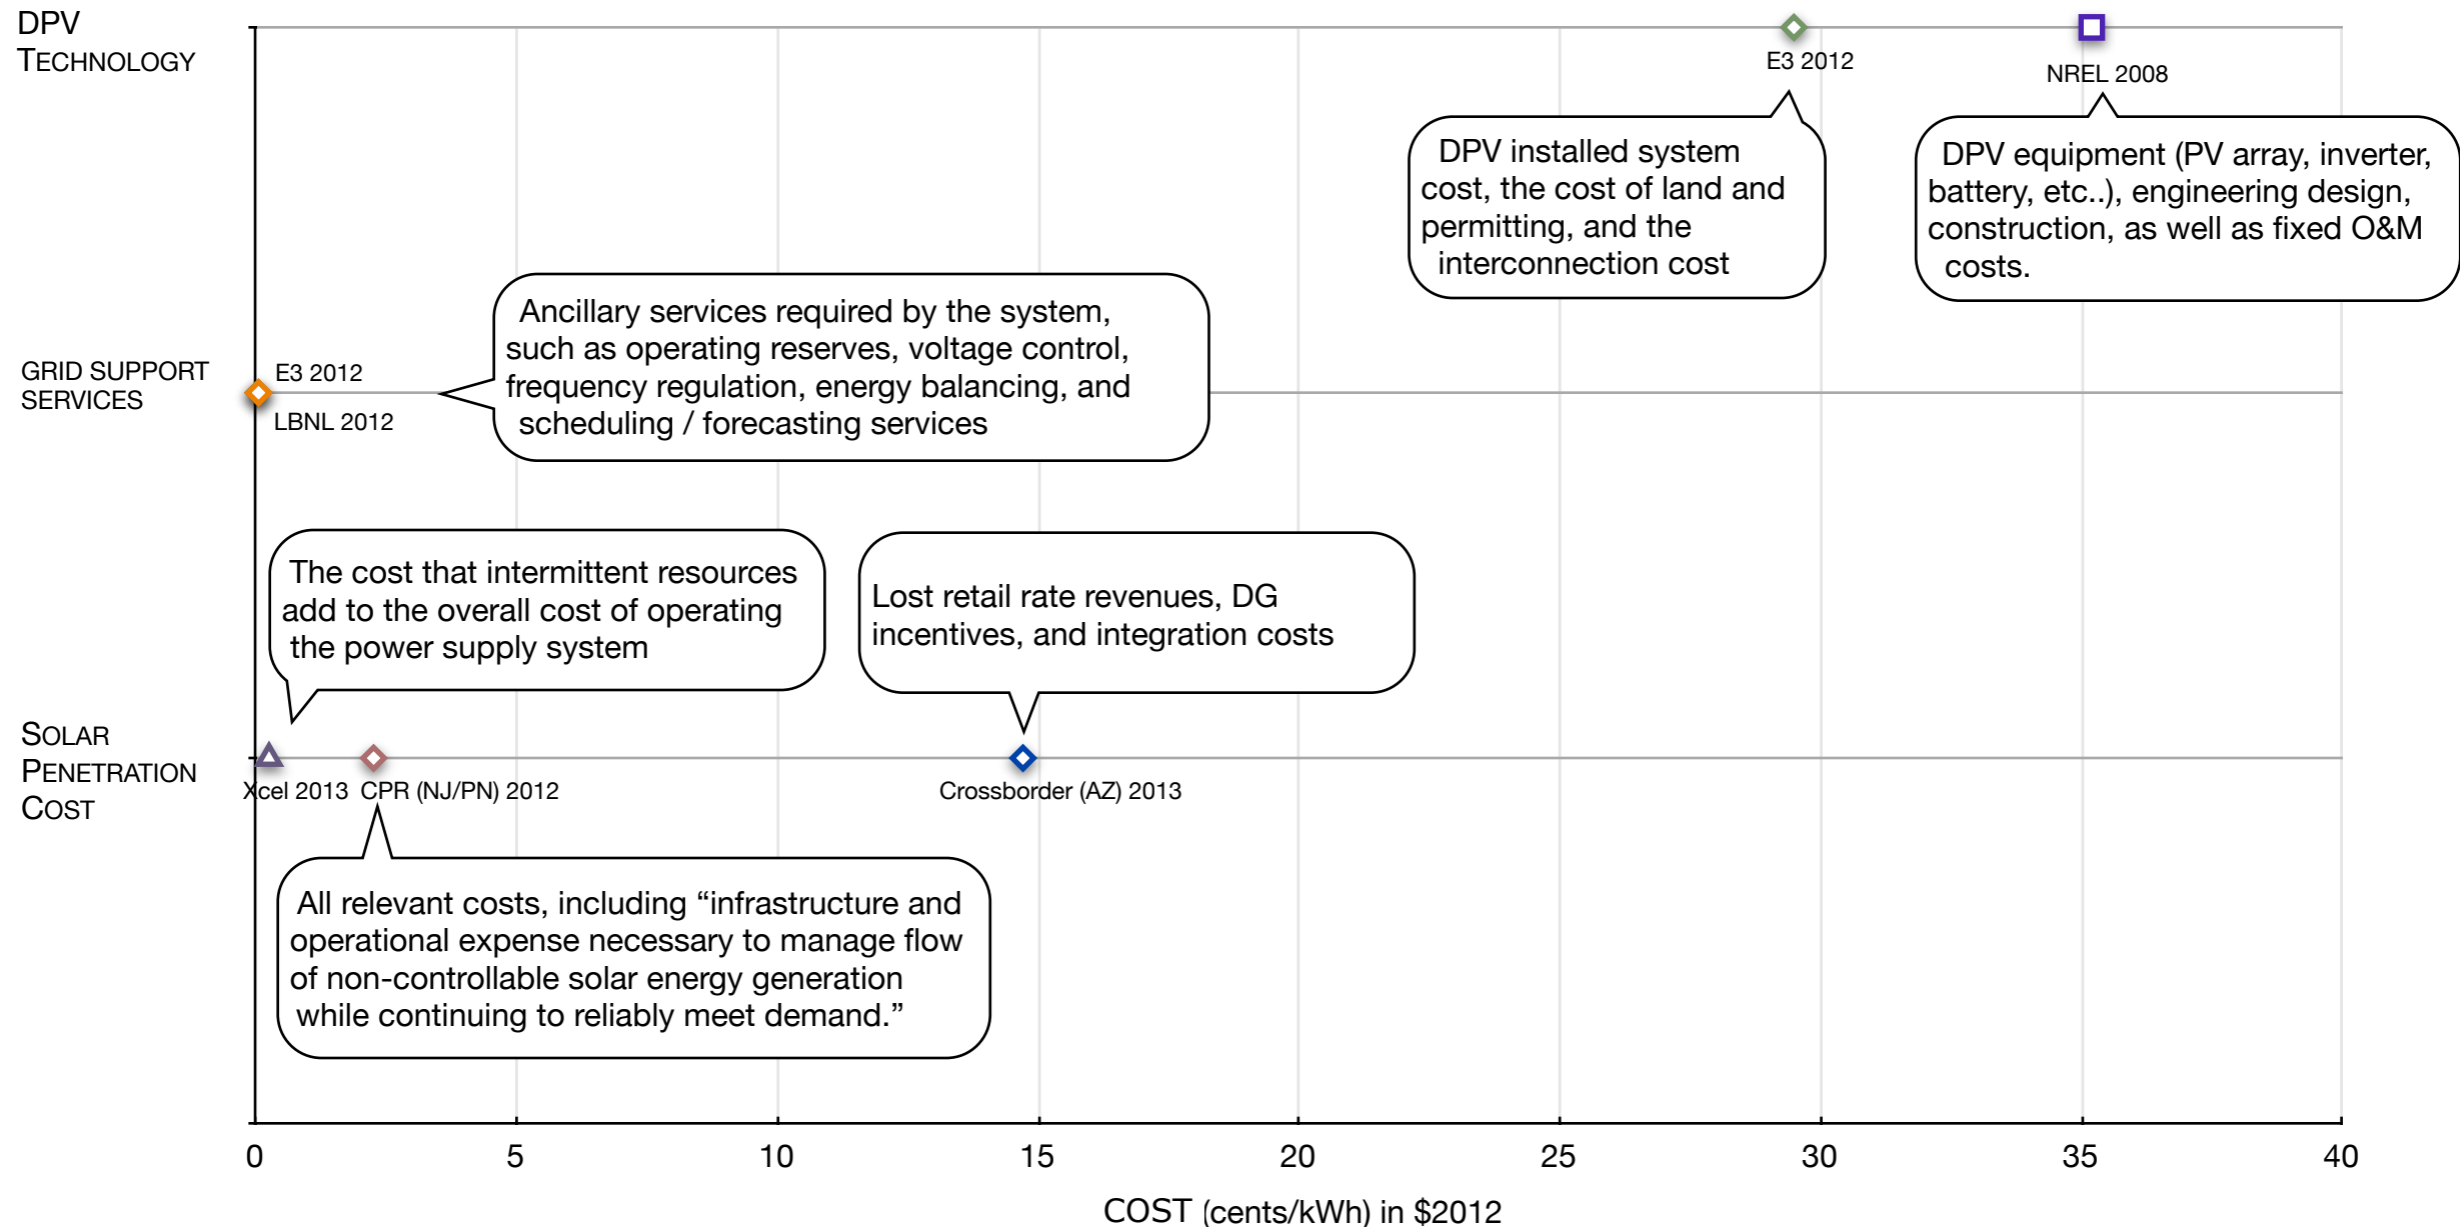 DPV
TECHNOLOGY
E3 2012
NREL 2008
DPV installed system
cost, the cost of land and
permitting, and the
interconnection cost
DPV equipment (PV array, inverter,
battery, etc..), engineering design,
construction, as well as fixed O&M
costs.
GRID SUPPORT
SERVICES
E3 2012
LBNL 2012
Ancillary services required by the system,
such as operating reserves, voltage control,
frequency regulation, energy balancing, and
scheduling / forecasting services
The cost that intermittent resources
add to the overall cost of operating
the power supply system
Lost retail rate revenues, DG
incentives, and integration costs
SOLAR
PENETRATION
COST
Xcel 2013
CPR (NJ/PN) 2012
Crossborder (AZ) 2013
All relevant costs, including “infrastructure and
operational expense necessary to manage flow
of non-controllable solar energy generation
while continuing to reliably meet demand.”
0 5 10 15 20 25 30 35 40
COST (cents/kWh) in $2012